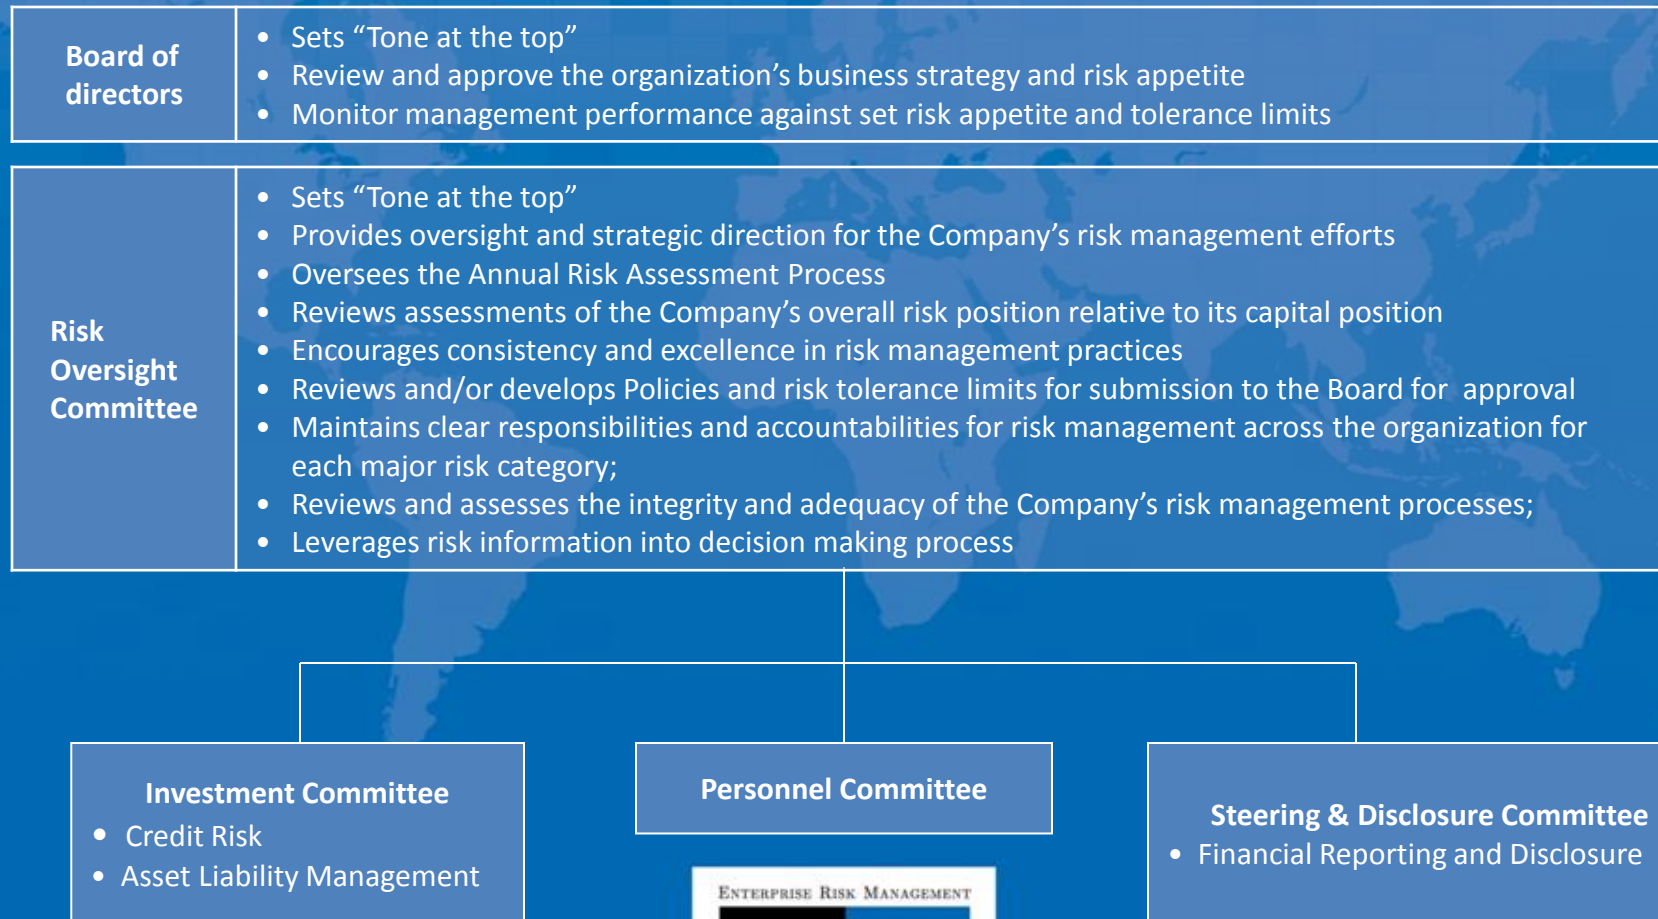 Board of
directors
• Sets “Tone at the top”
• Review and approve the organization’s business strategy and risk appetite
• Monitor management performance against set risk appetite and tolerance limits
Risk
Oversight
Committee
• Sets “Tone at the top”
• Provides oversight and strategic direction for the Company’s risk management efforts
• Oversees the Annual Risk Assessment Process
• Reviews assessments of the Company’s overall risk position relative to its capital position
• Encourages consistency and excellence in risk management practices
• Reviews and/or develops Policies and risk tolerance limits for submission to the Board for approval
• Maintains clear responsibilities and accountabilities for risk management across the organization for
each major risk category;
• Reviews and assesses the integrity and adequacy of the Company’s risk management processes;
• Leverages risk information into decision making process
Investment Committee
• Credit Risk
• Asset Liability Management
Personnel Committee
Steering & Disclosure Committee
• Financial Reporting and Disclosure
ENTERPRISE RISK MANAGEMENT